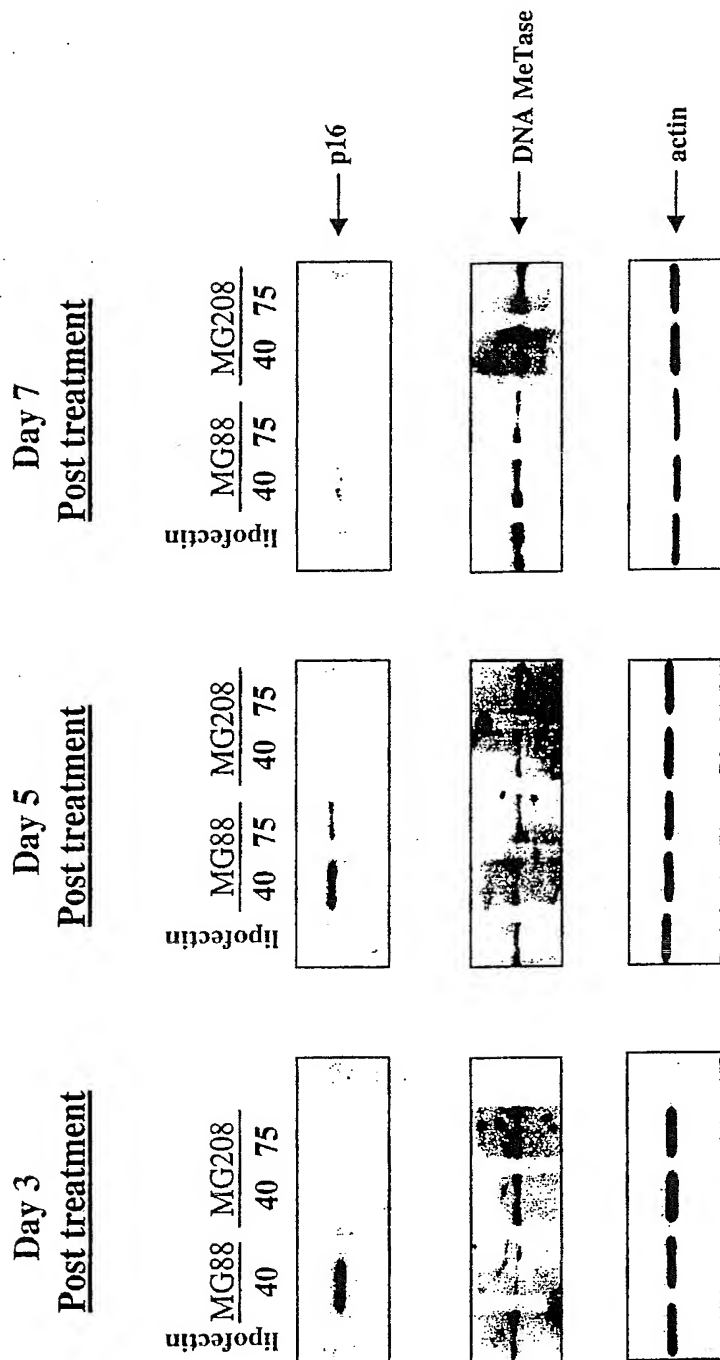 Day 3
Post treatment
lipofectin
MG88
MG208
40
40
75
Day 5
Post treatment
lipofectin
MG88
MG208
40
75
40
75
Day 7
Post treatment
lipofectin
MG88
MG208
40
75
40
75
p16
DNA MeTase
actin